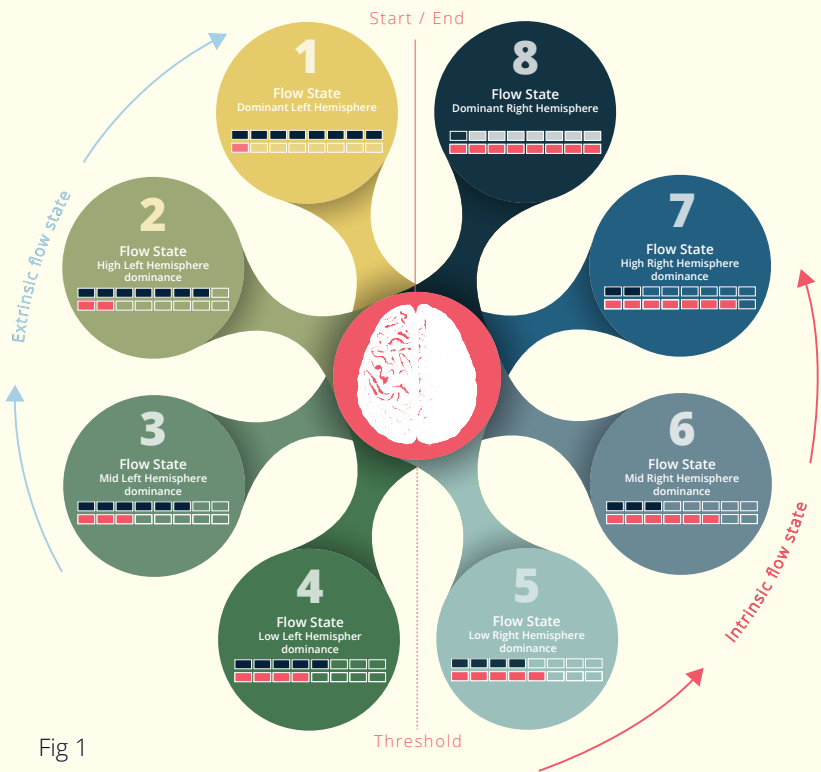 Start / End
1
Flow State
Dominant Left Hemisphere
8
Flow State
Dominant Right Hemisphere
2
Flow State
High Left Hemisphere
dominance
7
Flow State
High Right Hemisphere
dominance
Extrinsic flow state
3
Flow State
Mid Left Hemisphere
dominance
6
Flow State
Mid Right Hemisphere
dominance
Intrinsic flow state
4
Flow State
Low Left Hemispher
dominance
5
Flow State
Low Right Hemisphere
dominance
Threshold
Fig 1